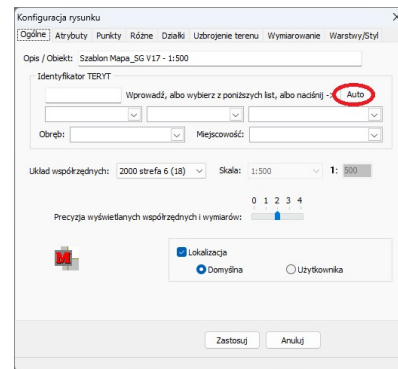 Konfiguracja rysunku
Ogólne Atrybuty Punkty Różne Działki Uzbrojenie terenu Wymiarowanie Warstwy/Styl
Opis / Obiekt: Szablon Mapa_SG V17 - 1:500
Identyfikator TERYT
Wprowadź, albo wybierz z poniższych list, albo naciśnij -> Auto
Obręb: Miejscowość:
Układ współrzędnych: 2000 strefa 6 (18) Skala: 1:500 1: 500
0 1 2 3 4
Precyzja wyświetlanych współrzędnych i wymiarów:
M
Lokalizacja
Domyślna Użytkownika
Zastosuj Anuluj